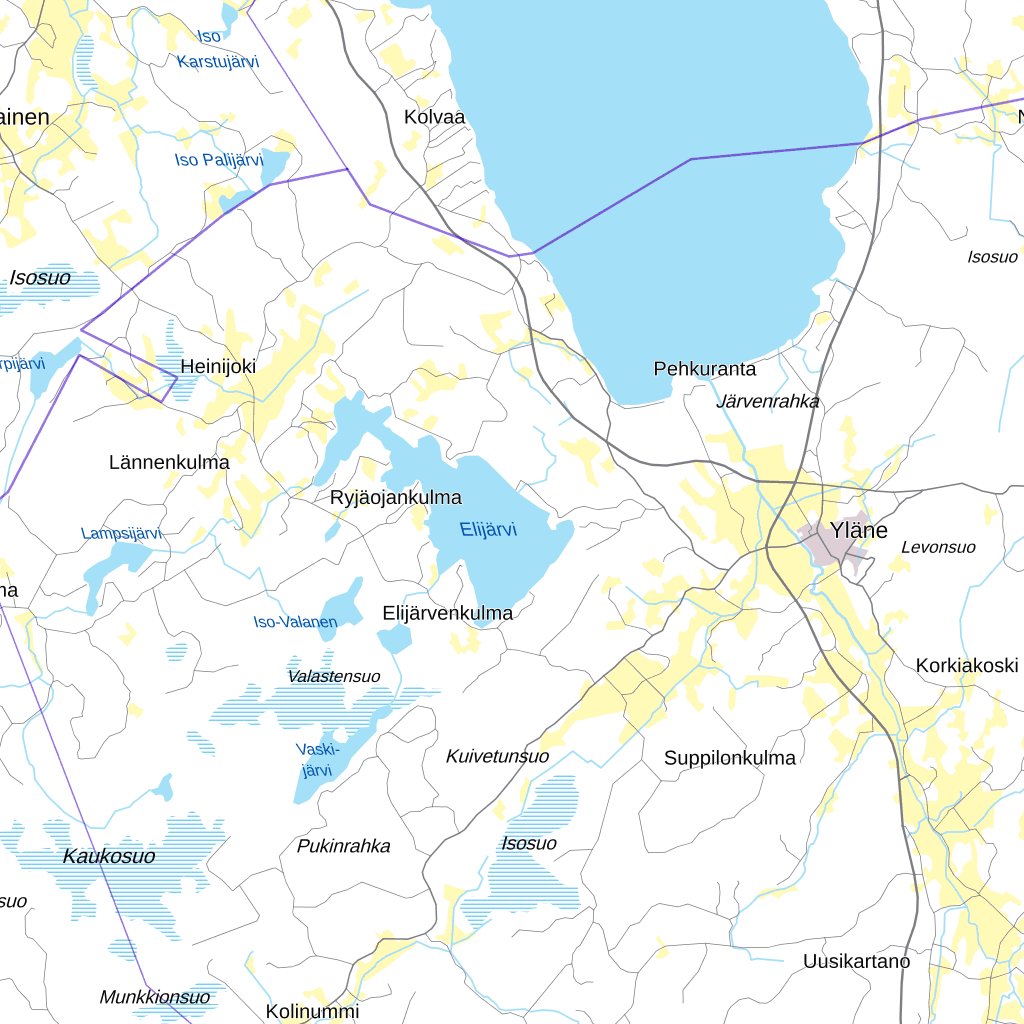 Iso
Karstujärvi
ainen
Kolvaa
N
Iso Palijärvi
Isosuo
Isosuo
rpijärvi
Heinijoki
Pehkuranta
Järvenrahka
Lännenkulma
Ryjäojankulma
Lampsijärvi
Elijärvi
Yläne
Levonsuo
na
Iso-Valanen
Elijärvenkulma
Valastensuo
Korkiakoski
Vaski-
järvi
Kuivetunsuo
Suppilonkulma
Pukinrahka
Isosuo
Kaukosuo
suo
Uusikartano
Munkkionsuo
Kolinummi